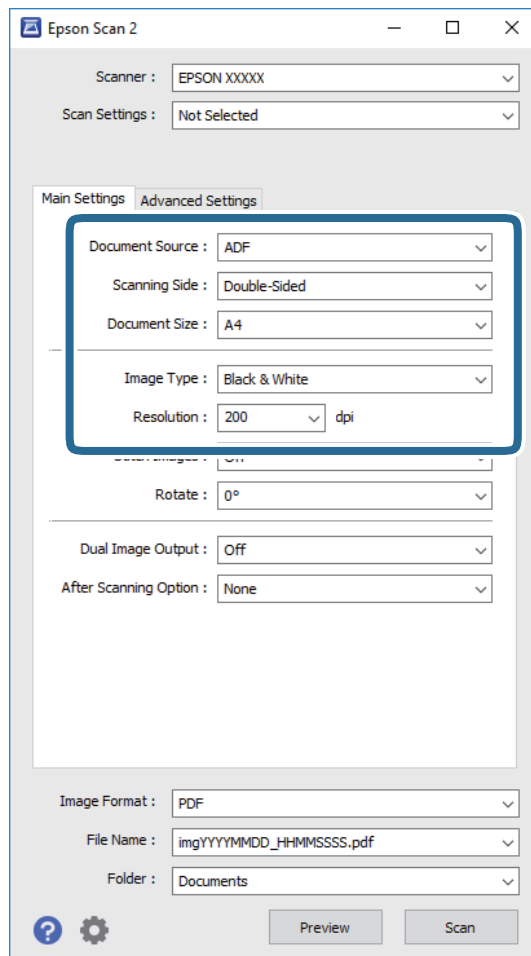 Epson Scan 2
Scanner : EPSON XXXXX
Scan Settings : Not Selected
Main Settings Advanced Settings
Document Source : ADF
Scanning Side : Double-Sided
Document Size : A4
Image Type : Black & White
Resolution : 200 dpi
Rotate : 0°
Dual Image Output : Off
After Scanning Option : None
Image Format : PDF
File Name : imgYYYYMMDD_HHMMSSSS.pdf
Folder : Documents
Preview Scan